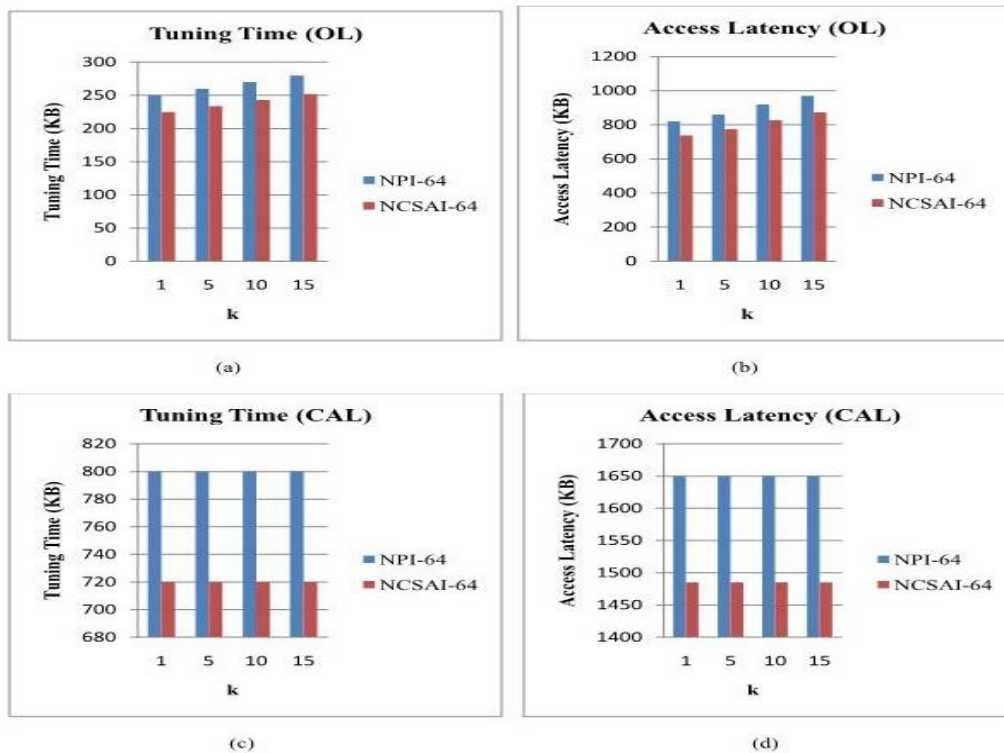 Tuning Time (OL)
Tuning Time (KB)
300
250
200
150
100
50
0
1 5 10 15
k
NPI-64
NCSAI-64
(a)
Access Latency (OL)
Access Latency (KB)
1200
1000
800
600
400
200
0
1 5 10 15
k
NPI-64
NCSAI-64
(b)
Tuning Time (CAL)
Tuning Time (KB)
820
800
780
760
740
720
700
680
1 5 10 15
k
NPI-64
NCSAI-64
(c)
Access Latency (CAL)
Access Latency (KB)
1700
1650
1600
1550
1500
1450
1400
1 5 10 15
k
NPI-64
NCSAI-64
(d)